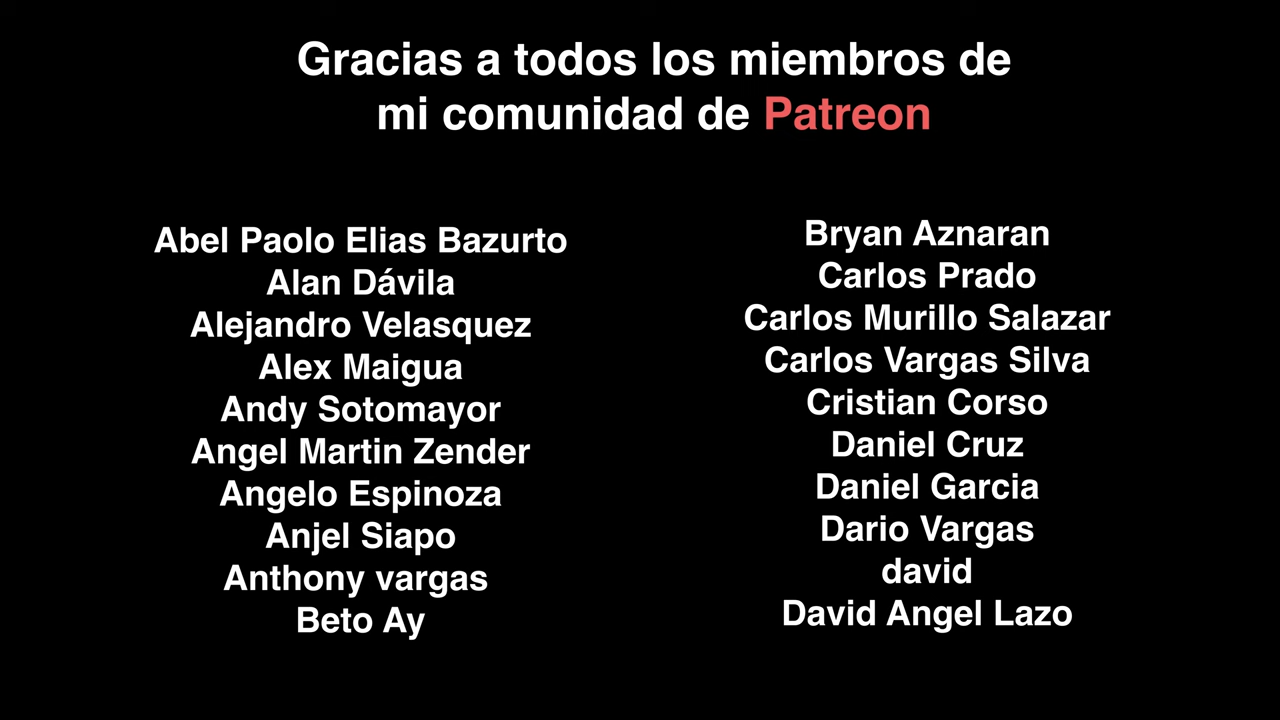 Gracias a todos los miembros de
mi comunidad de Patreon
Abel Paolo Elias Bazurto
Alan Dávila
Alejandro Velasquez
Alex Maigua
Andy Sotomayor
Angel Martin Zender
Angelo Espinoza
Anjel Siapo
Anthony vargas
Beto Ay
Bryan Aznaran
Carlos Prado
Carlos Murillo Salazar
Carlos Vargas Silva
Cristian Corso
Daniel Cruz
Daniel Garcia
Dario Vargas
david
David Angel Lazo